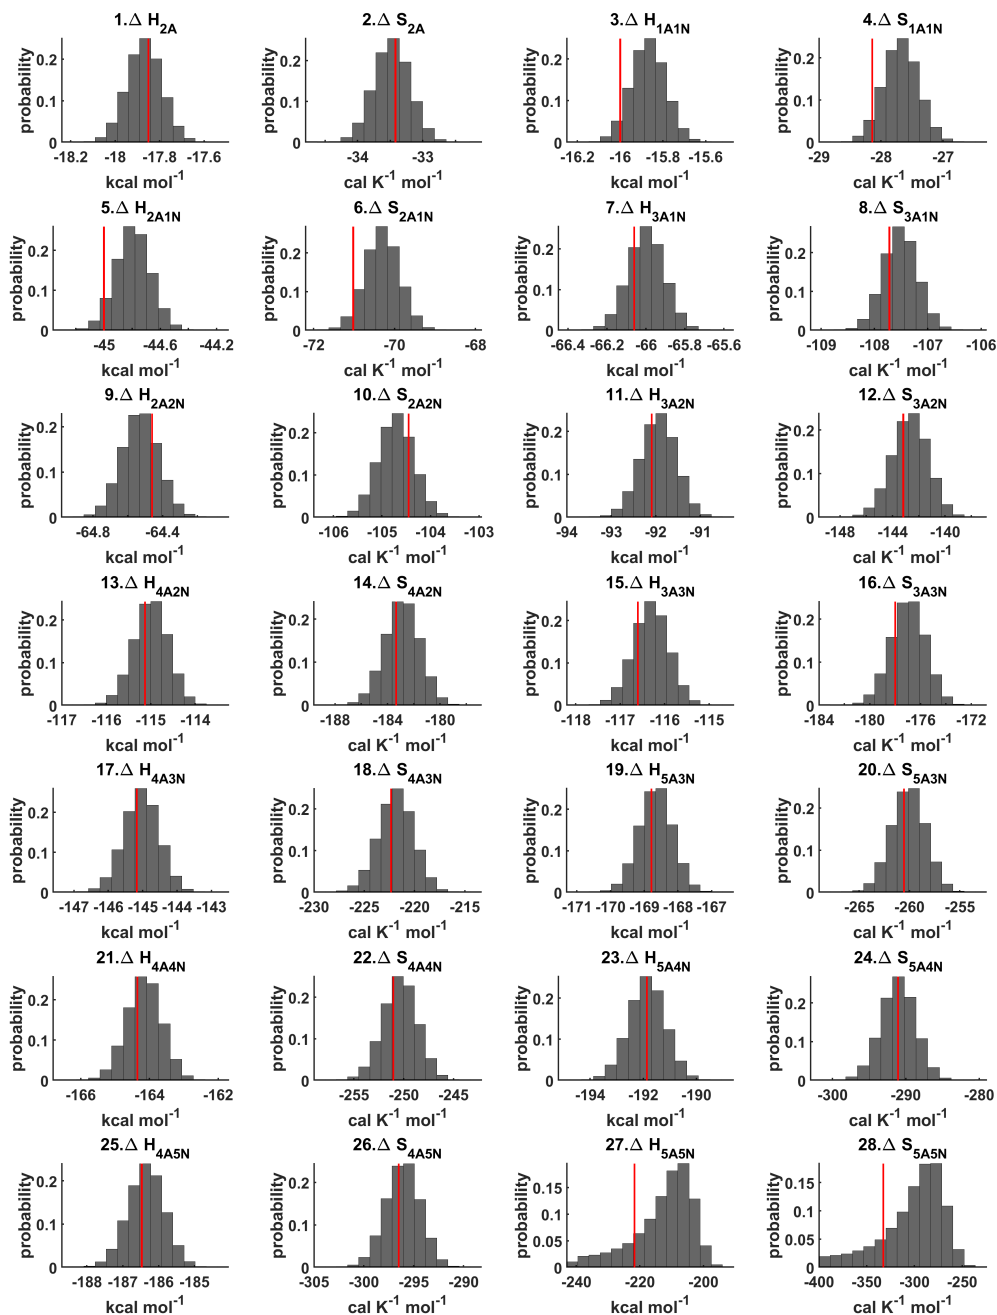 1.Δ H2A
probability
0.2
0.1
0
-18.2 -18 -17.8 -17.6
kcal mol-1
2.Δ S2A
probability
0.2
0.1
0
-34 -33
cal K-1 mol-1
3.Δ H1A1N
probability
0.2
0.1
0
-16.2 -16 -15.8 -15.6
kcal mol-1
4.Δ S1A1N
probability
0.2
0.1
0
-29 -28 -27
cal K-1 mol-1
5.Δ H2A1N
probability
0.2
0.1
0
-45 -44.6 -44.2
kcal mol-1
6.Δ S2A1N
probability
0.2
0.1
0
-72 -70 -68
cal K-1 mol-1
7.Δ H3A1N
probability
0.2
0.1
0
-66.4 -66.2 -66 -65.8 -65.6
kcal mol-1
8.Δ S3A1N
probability
0.2
0.1
0
-109 -108 -107 -106
cal K-1 mol-1
9.Δ H2A2N
probability
0.2
0.1
0
-64.8 -64.4
kcal mol-1
10.Δ S2A2N
probability
0.2
0.1
0
-106 -105 -104 -103
cal K-1 mol-1
11.Δ H3A2N
probability
0.2
0.1
0
-94 -93 -92 -91
kcal mol-1
12.Δ S3A2N
probability
0.2
0.1
0
-148 -144 -140
cal K-1 mol-1
13.Δ H4A2N
probability
0.2
0.1
0
-117 -116 -115 -114
kcal mol-1
14.Δ S4A2N
probability
0.2
0.1
0
-188 -184 -180
cal K-1 mol-1
15.Δ H3A3N
probability
0.2
0.1
0
-118 -117 -116 -115
kcal mol-1
16.Δ S3A3N
probability
0.2
0.1
0
-184 -180 -176 -172
cal K-1 mol-1
17.Δ H4A3N
probability
0.2
0.1
0
-147 -146 -145 -144 -143
kcal mol-1
18.Δ S4A3N
probability
0.2
0.1
0
-230 -225 -220 -215
cal K-1 mol-1
19.Δ H5A3N
probability
0.2
0.1
0
-171 -170 -169 -168 -167
kcal mol-1
20.Δ S5A3N
probability
0.2
0.1
0
-265 -260 -255
cal K-1 mol-1
21.Δ H4A4N
probability
0.2
0.1
0
-166 -164 -162
kcal mol-1
22.Δ S4A4N
probability
0.2
0.1
0
-255 -250 -245
cal K-1 mol-1
23.Δ H5A4N
probability
0.2
0.1
0
-194 -192 -190
kcal mol-1
24.Δ S5A4N
probability
0.2
0.1
0
-300 -290 -280
cal K-1 mol-1
25.Δ H4A5N
probability
0.2
0.1
0
-188 -187 -186 -185
kcal mol-1
26.Δ S4A5N
probability
0.2
0.1
0
-305 -300 -295 -290
cal K-1 mol-1
27.Δ H5A5N
probability
0.15
0.1
0.05
0
-240 -220 -200
kcal mol-1
28.Δ S5A5N
probability
0.15
0.1
0.05
0
-400 -350 -300 -250
cal K-1 mol-1